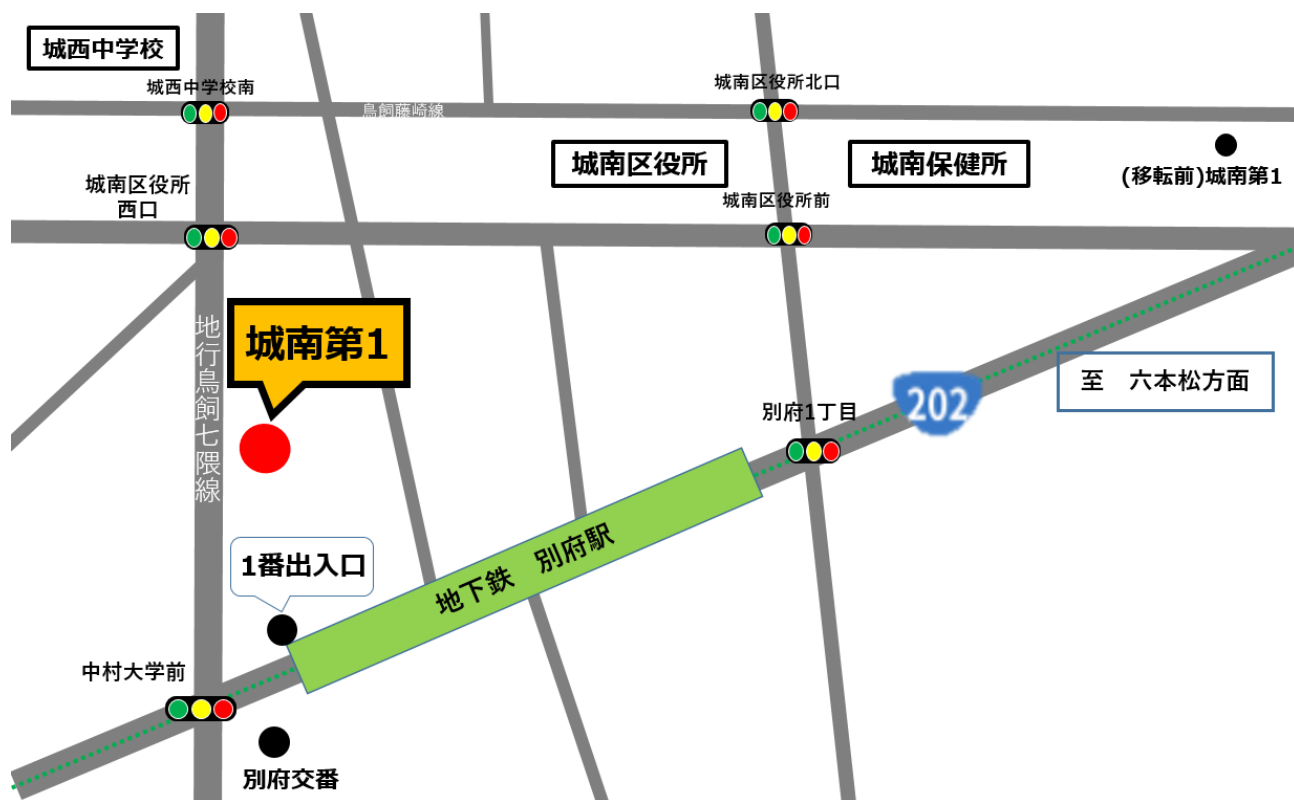 城西中学校
城西中学校南
鳥飼藤崎線
城南区役所北口
城南区役所
城南保健所
(移転前)城南第1
城南区役所
西口
城南区役所前
地行鳥飼七隈線
城南第1
至　六本松方面
202
別府1丁目
地下鉄　別府駅
1番出入口
中村大学前
別府交番